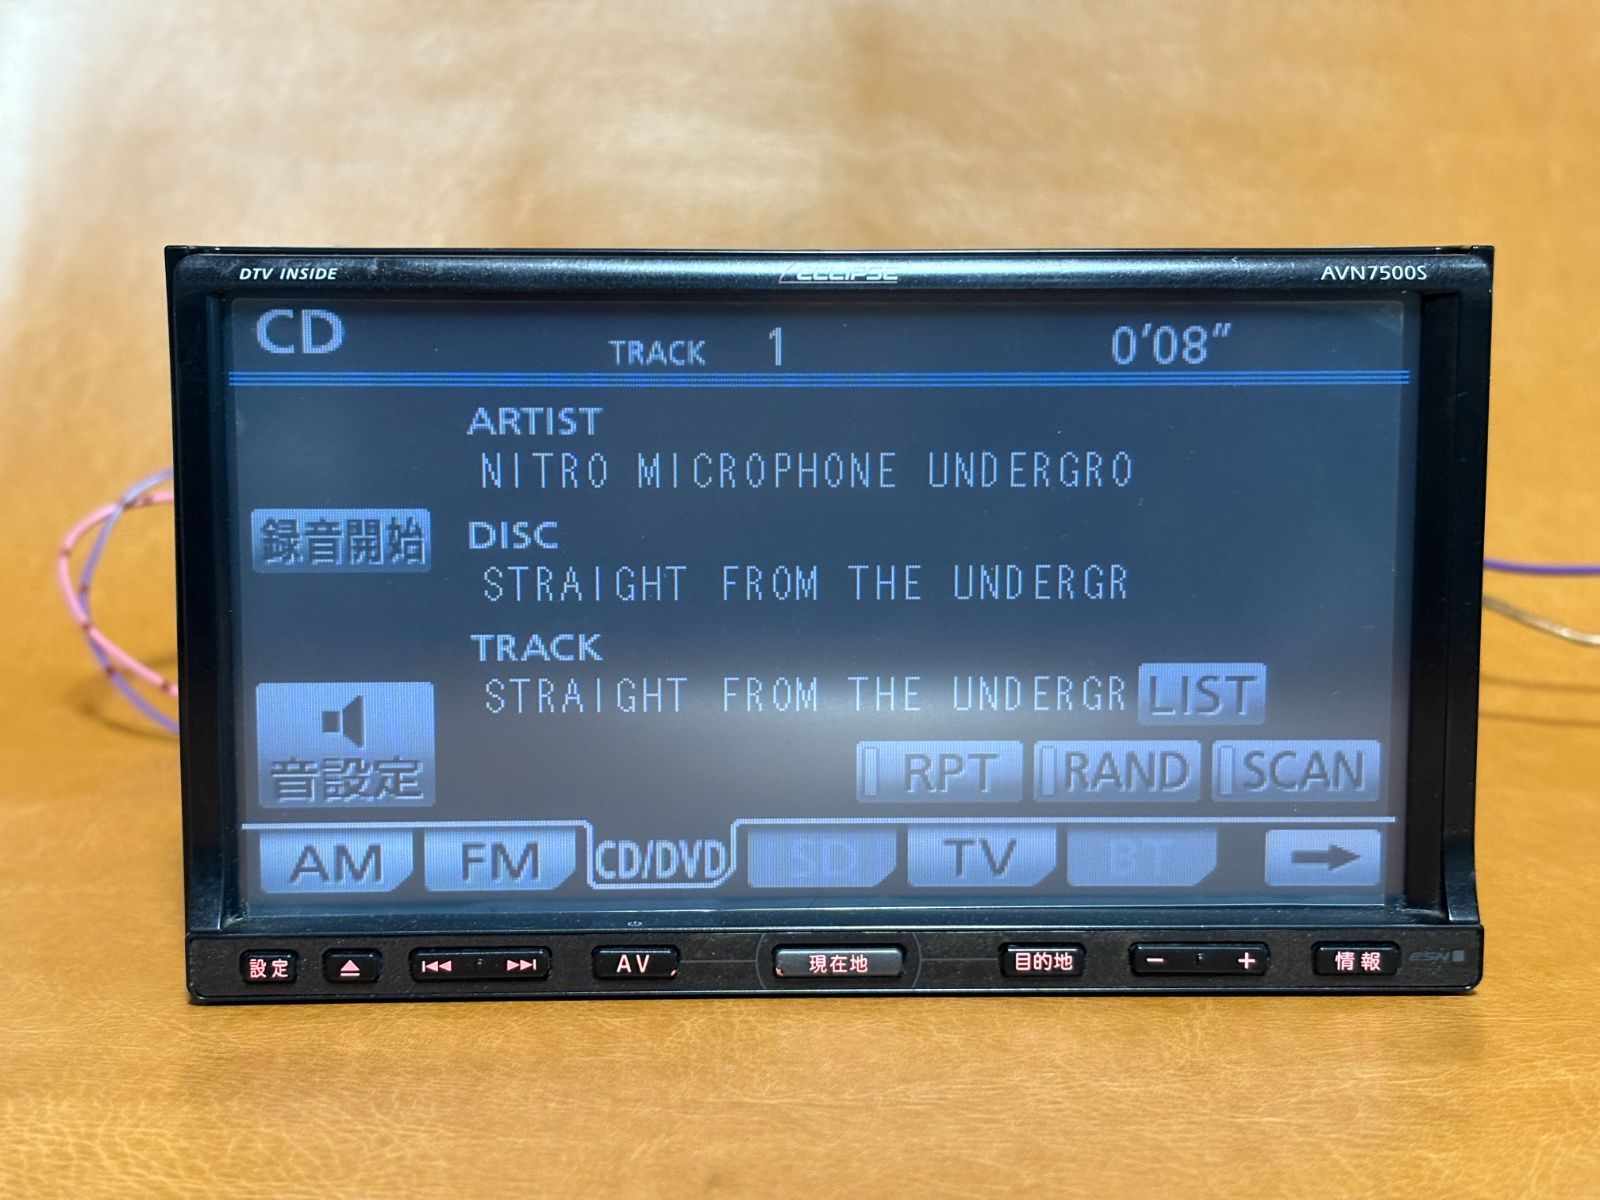 DTV INSIDE ECLIPSE AVN7500S
CD TRACK 1 0'08"
ARTIST
NITRO MICROPHONE UNDERGRO
録音開始
DISC
STRAIGHT FROM THE UNDERGR
TRACK
STRAIGHT FROM THE UNDERGR LIST
音設定
RPT RAND SCAN
AM FM CD/DVD SD TV BT
設定 AV 現在地 目的地 − + 情報 ESN